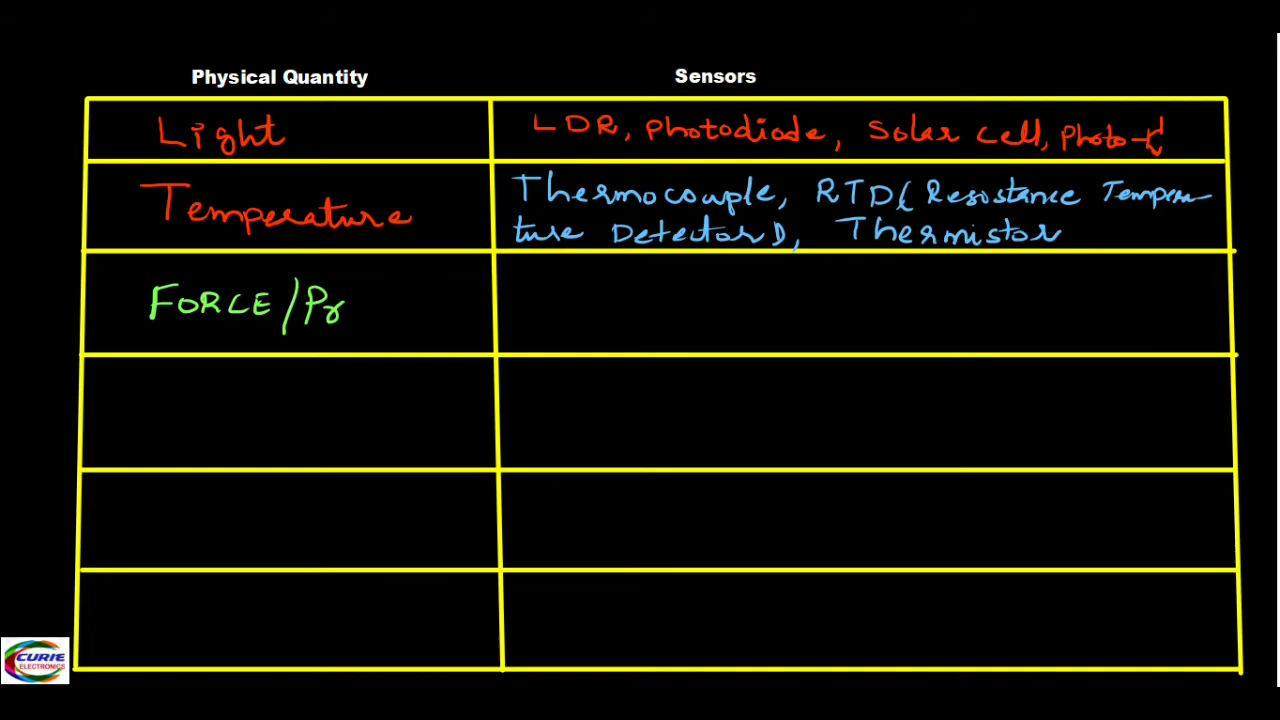 Physical Quantity Sensors
Light LDR, Photodiode, Solar cell, Photo-
Temperature Thermocouple, RTD( Resistance Tempera-
ture Detector), Thermistor
FORCE/Pr
CURIE
ELECTRONICS